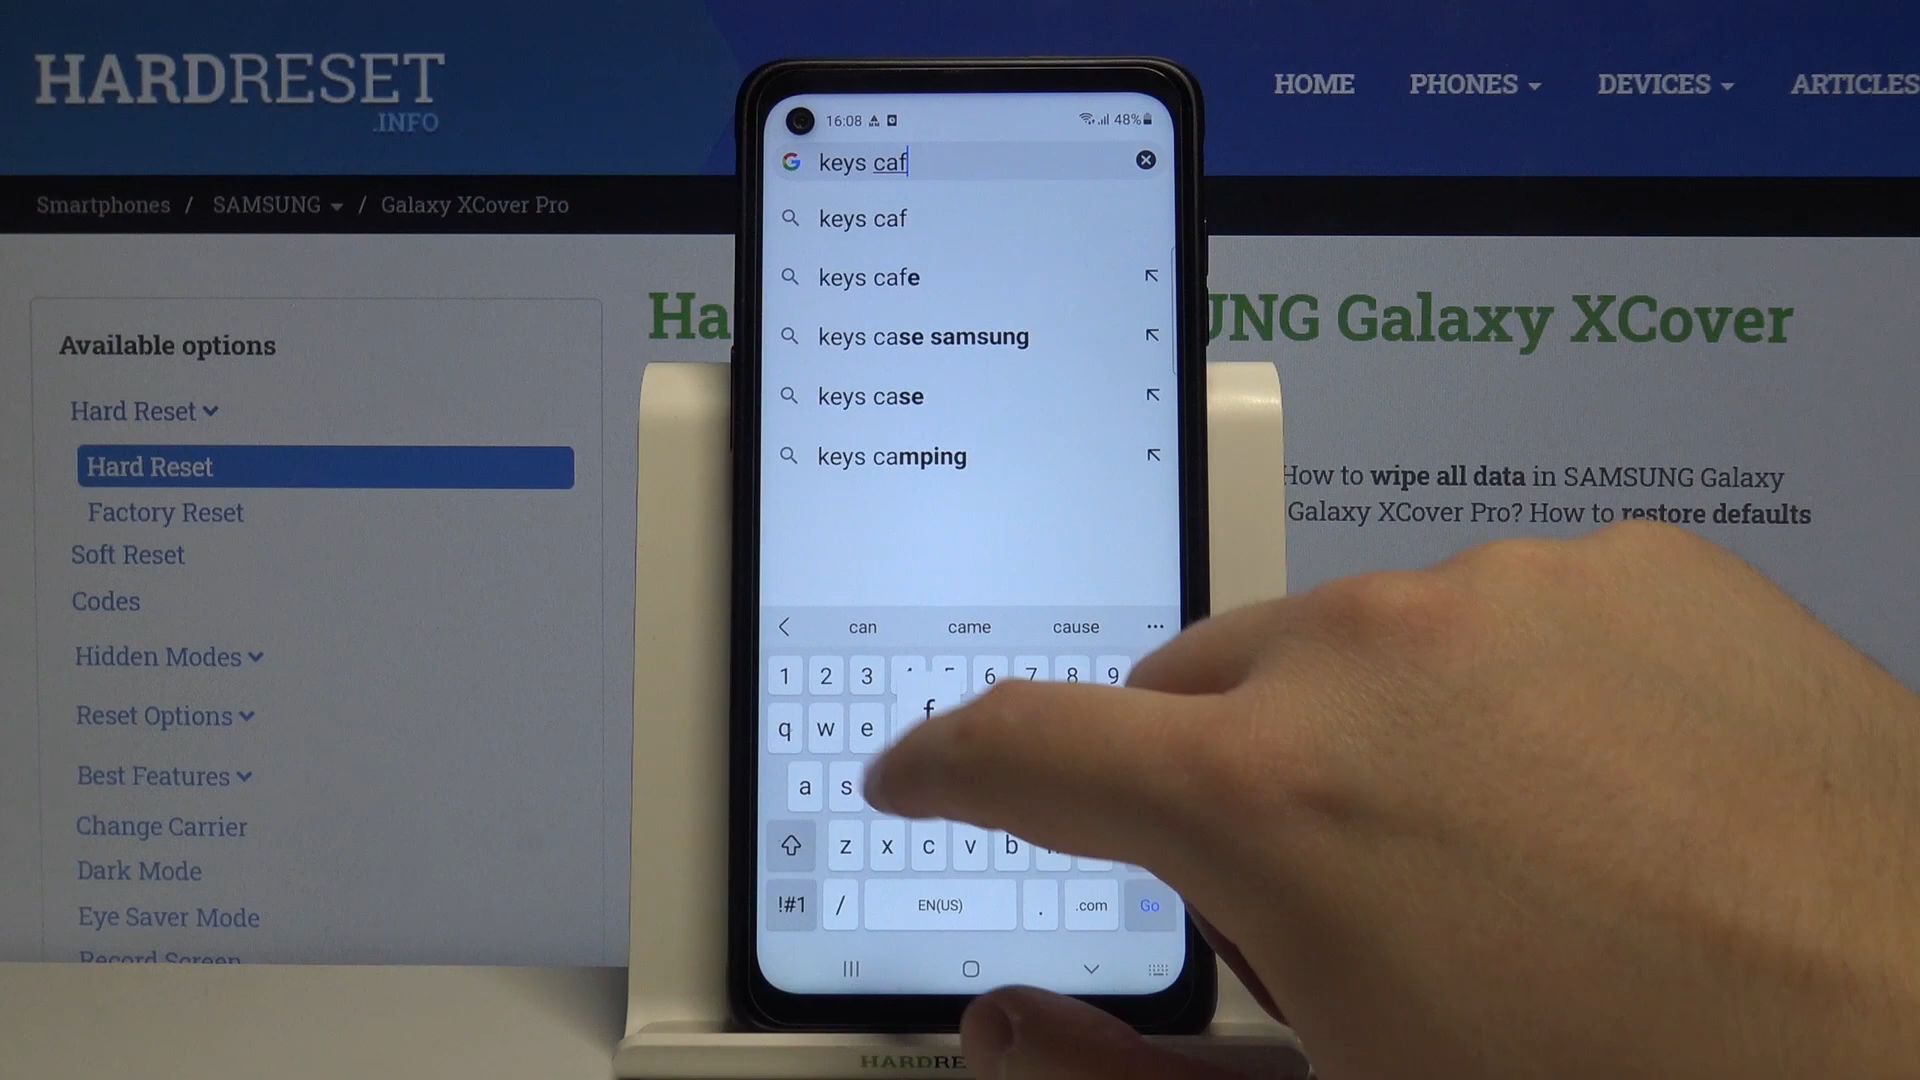 HARDRESET
.INFO
HOME PHONES DEVICES ARTICLES
Smartphones / SAMSUNG / Galaxy XCover Pro
Available options
Hard Reset
Hard Reset
Factory Reset
Soft Reset
Codes
Hidden Modes
Reset Options
Best Features
Change Carrier
Dark Mode
Eye Saver Mode
Record Screen
Galaxy XCover
How to wipe all data in SAMSUNG Galaxy
Galaxy XCover Pro? How to restore defaults
16:08 48%
keys caf
keys caf
keys cafe
keys case samsung
keys case
keys camping
can came cause
1 2 3 6 7 8 9
q w e f
a s
z x c v b
!#1 / EN(US) . .com Go
HARDRE